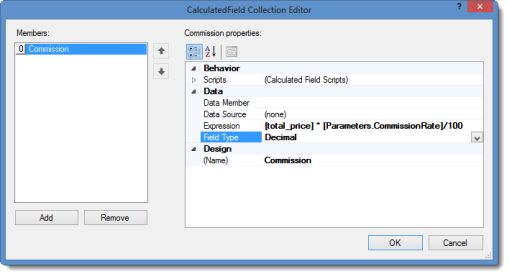 CalculatedField Collection Editor
? x
Members:
0 Commission
Commission properties:
A
Z
Behavior
Scripts (Calculated Field Scripts)
Data
Data Member
Data Source (none)
Expression [total_price] * [Parameters.CommissionRate]/100
Field Type Decimal
Design
(Name) Commission
Add Remove
OK Cancel